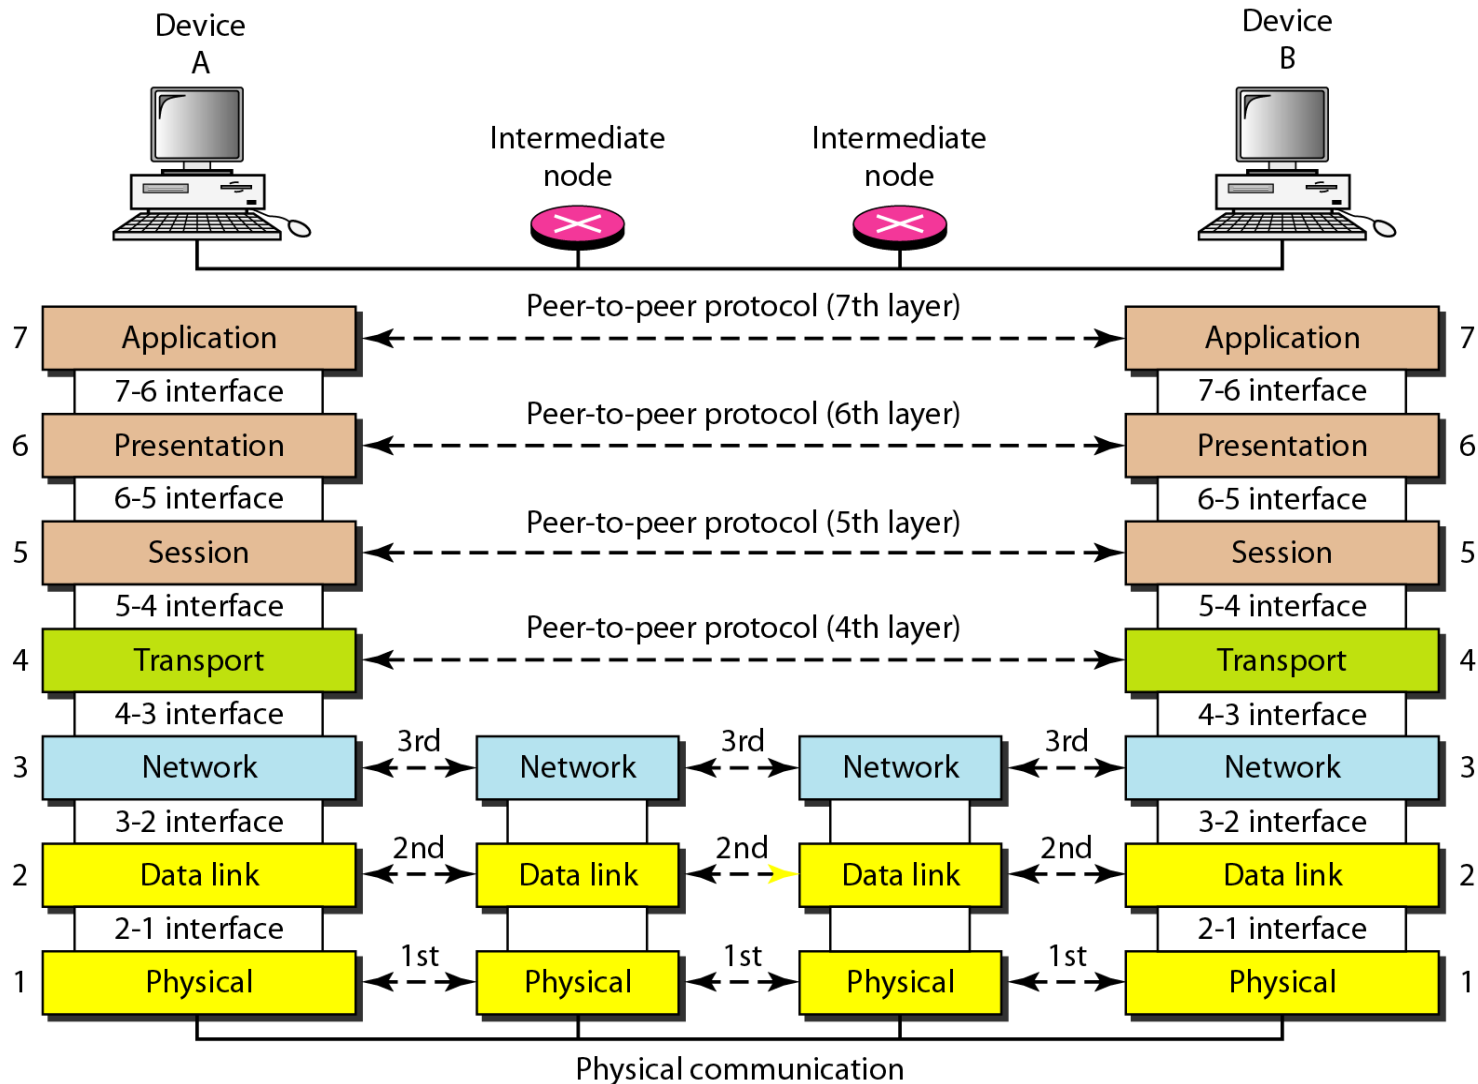 Device
A
Device
B
Intermediate
node
Intermediate
node
Peer-to-peer protocol (7th layer)
7 Application Application 7
7-6 interface 7-6 interface
Peer-to-peer protocol (6th layer)
6 Presentation Presentation 6
6-5 interface 6-5 interface
Peer-to-peer protocol (5th layer)
5 Session Session 5
5-4 interface 5-4 interface
Peer-to-peer protocol (4th layer)
4 Transport Transport 4
4-3 interface 4-3 interface
3rd 3rd 3rd
3 Network Network Network Network 3
3-2 interface 3-2 interface
2nd 2nd 2nd
2 Data link Data link Data link Data link 2
2-1 interface 2-1 interface
1st 1st 1st
1 Physical Physical Physical Physical 1
Physical communication